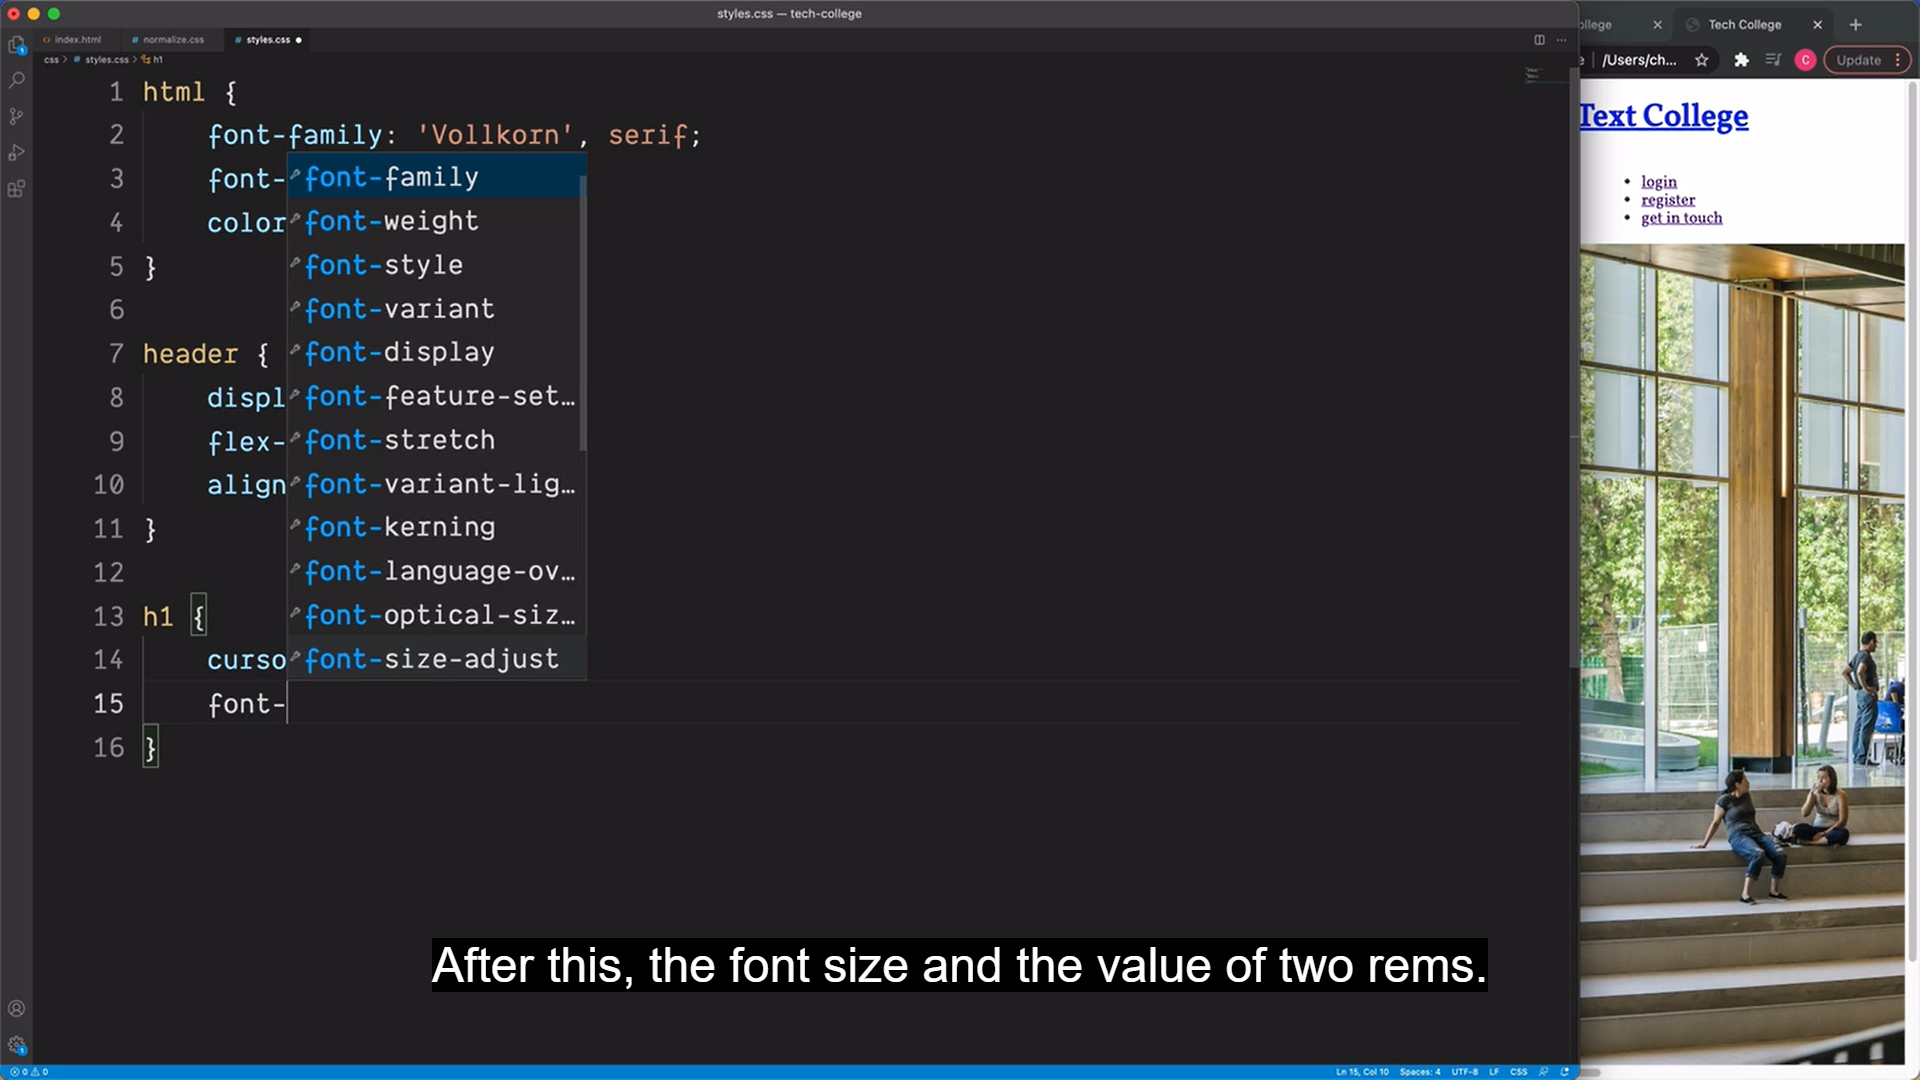 styles.css — tech-college
index.html
normalize.css
styles.css
css > styles.css > h1
1 html {
2 font-family: 'Vollkorn', serif;
3 font-
4 color
5 }
6
7 header {
8 displ
9 flex-
10 align
11 }
12
13 h1 {
14 curso
15 font-
16 }
font-family
font-weight
font-style
font-variant
font-display
font-feature-set…
font-stretch
font-variant-lig…
font-kerning
font-language-ov…
font-optical-siz…
font-size-adjust
After this, the font size and the value of two rems.
0 0
Ln 15, Col 10 Spaces: 4 UTF-8 LF CSS
Tech College
/Users/ch...
C
Update
Text College
login
register
get in touch